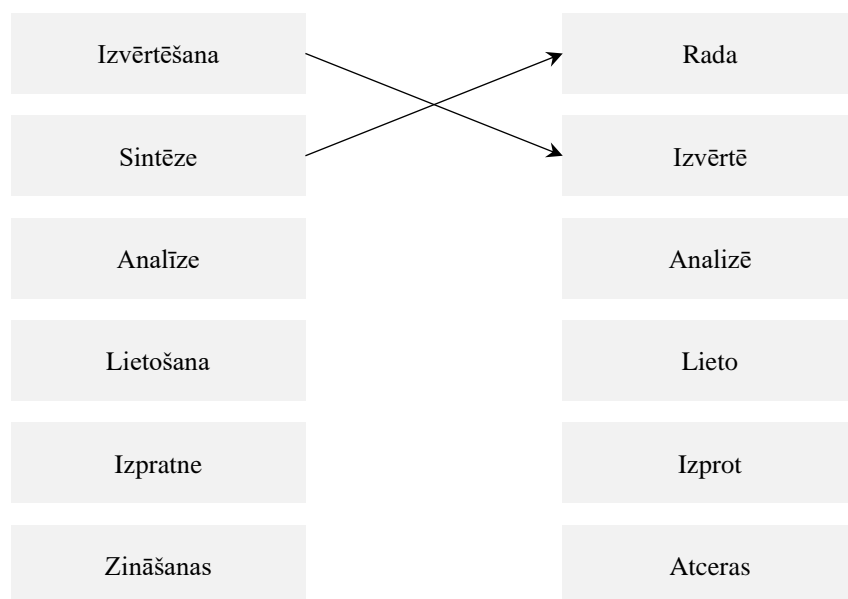 Izvērtēšana
Rada
Sintēze
Izvērtē
Analīze
Analizē
Lietošana
Lieto
Izpratne
Izprot
Zināšanas
Atceras